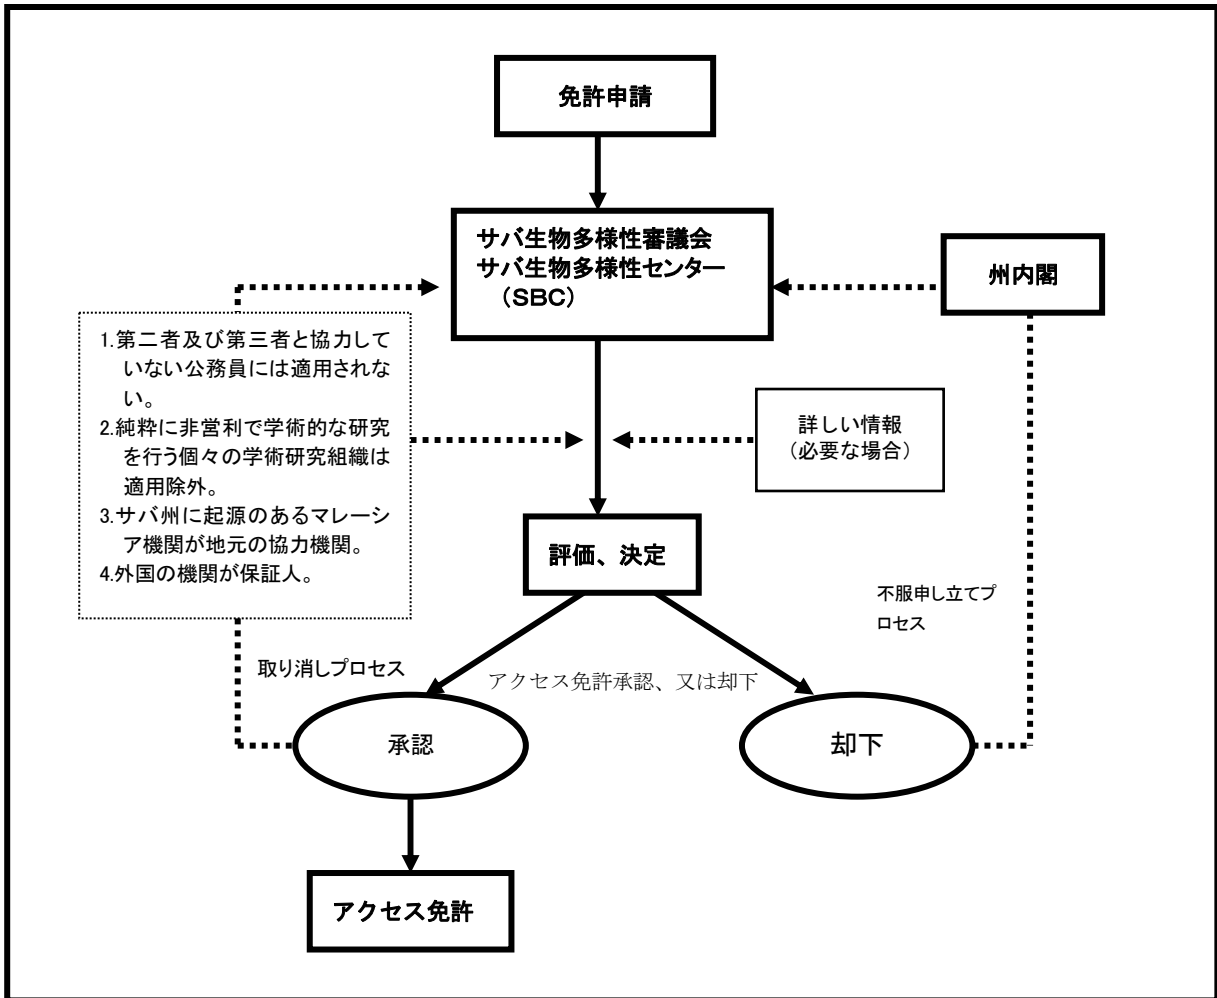 免許申請
サバ生物多様性審議会
サバ生物多様性センター
（SBC）
州内閣
1.第二者及び第三者と協力して
いない公務員には適用されな
い。
2.純粋に非営利で学術的な研究
を行う個々の学術研究組織は
適用除外。
3.サバ州に起源のあるマレーシ
ア機関が地元の協力機関。
4.外国の機関が保証人。
詳しい情報
（必要な場合）
評価、決定
不服申し立てプ
ロセス
取り消しプロセス
アクセス免許承認、又は却下
承認
却下
アクセス免許